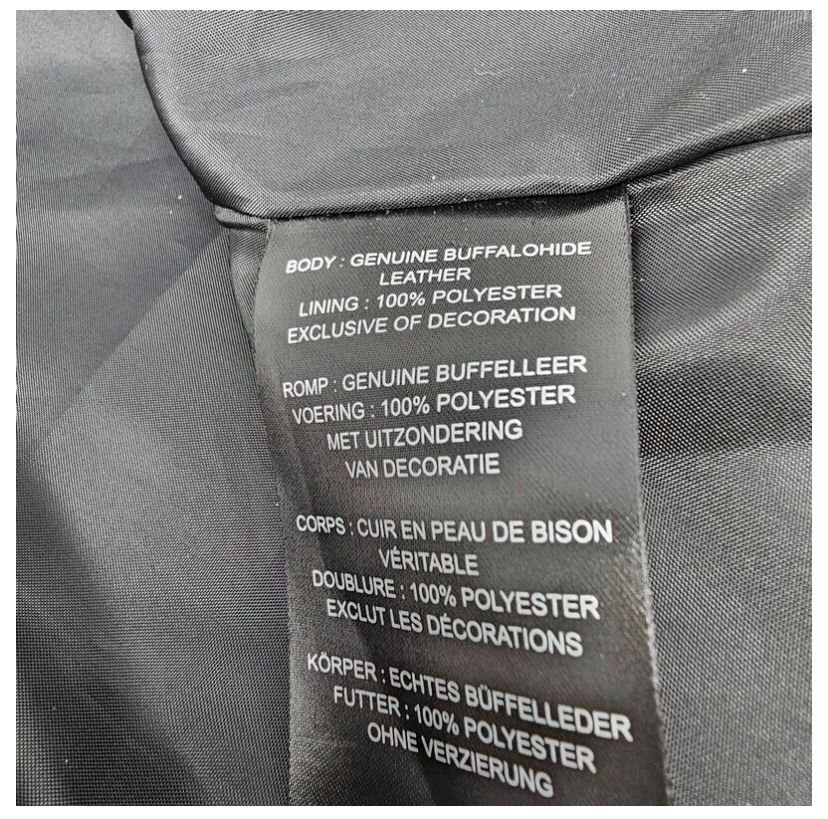 BODY : GENUINE BUFFALOHIDE
LEATHER
LINING : 100% POLYESTER
EXCLUSIVE OF DECORATION
ROMP : GENUINE BUFFELLEER
VOERING : 100% POLYESTER
MET UITZONDERING
VAN DECORATIE
CORPS : CUIR EN PEAU DE BISON
VÉRITABLE
DOUBLURE : 100% POLYESTER
EXCLUT LES DÉCORATIONS
KÖRPER : ECHTES BÜFFELLEDER
FUTTER : 100% POLYESTER
OHNE VERZIERUNG